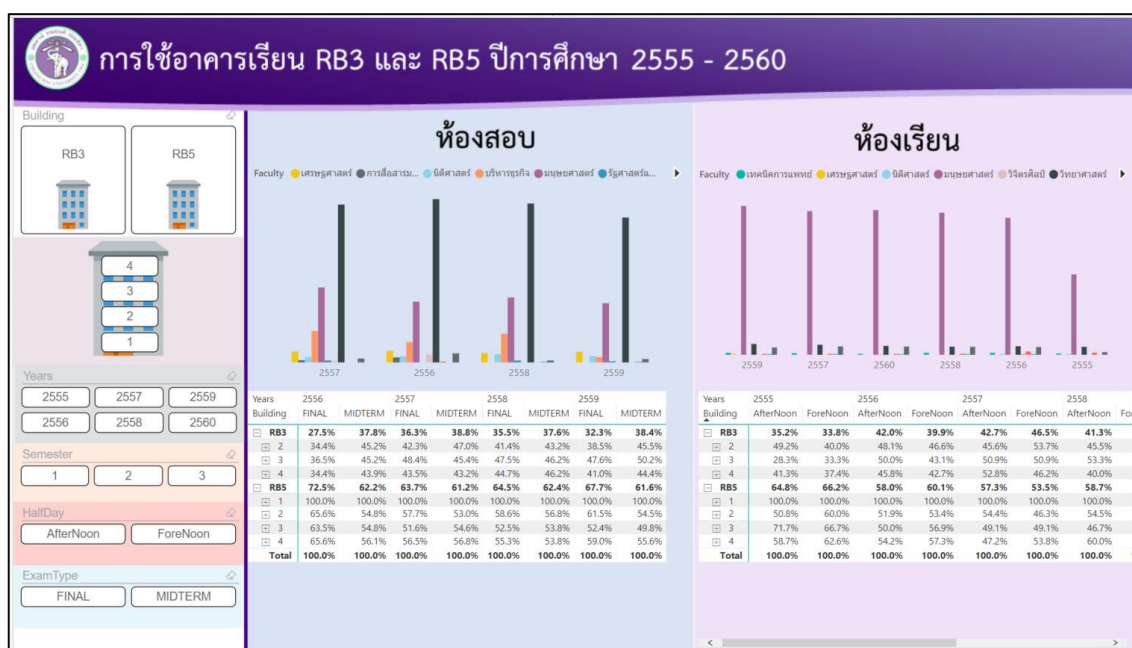 การใช้อาคารเรียน RB3 และ RB5 ปีการศึกษา 2555 - 2560
Building
RB3 RB5
4
3
2
1
Years
2555 2557 2559
2556 2558 2560
Semester
1 2 3
HalfDay
AfterNoon ForeNoon
ExamType
FINAL MIDTERM
ห้องสอบ
Faculty เศรษฐศาสตร์ การสื่อสารม... นิติศาสตร์ บริหารธุรกิจ มนุษยศาสตร์ รัฐศาสตร์แ...
2557 2556 2558 2559
Years 2556 2557 2558 2559
Building FINAL MIDTERM FINAL MIDTERM FINAL MIDTERM FINAL MIDTERM
RB3 27.5% 37.8% 36.3% 38.8% 35.5% 37.6% 32.3% 38.4%
2 34.4% 45.2% 42.3% 47.0% 41.4% 43.2% 38.5% 45.5%
3 36.5% 45.2% 48.4% 45.4% 47.5% 46.2% 47.6% 50.2%
4 34.4% 43.9% 43.5% 43.2% 44.7% 46.2% 41.0% 44.4%
RB5 72.5% 62.2% 63.7% 61.2% 64.5% 62.4% 67.7% 61.6%
1 100.0% 100.0% 100.0% 100.0% 100.0% 100.0% 100.0% 100.0%
2 65.6% 54.8% 57.7% 53.0% 58.6% 56.8% 61.5% 54.5%
3 63.5% 54.8% 51.6% 54.6% 52.5% 53.8% 52.4% 49.8%
4 65.6% 56.1% 56.5% 56.8% 55.3% 53.8% 59.0% 55.6%
Total 100.0% 100.0% 100.0% 100.0% 100.0% 100.0% 100.0% 100.0%
ห้องเรียน
Faculty เทคนิคการแพทย์ เศรษฐศาสตร์ นิติศาสตร์ มนุษยศาสตร์ วิจิตรศิลป์ วิทยาศาสตร์
2559 2557 2560 2558 2556 2555
Years 2555 2556 2557 2558
Building AfterNoon ForeNoon AfterNoon ForeNoon AfterNoon ForeNoon AfterNoon
RB3 35.2% 33.8% 42.0% 39.9% 42.7% 46.5% 41.3%
2 49.2% 40.0% 48.1% 46.6% 45.6% 53.7% 45.5%
3 28.3% 33.3% 50.0% 43.1% 50.9% 50.9% 53.3%
4 41.3% 37.4% 45.8% 42.7% 52.8% 46.2% 40.0%
RB5 64.8% 66.2% 58.0% 60.1% 57.3% 53.5% 58.7%
1 100.0% 100.0% 100.0% 100.0% 100.0% 100.0% 100.0%
2 50.8% 60.0% 51.9% 53.4% 54.4% 46.3% 54.5%
3 71.7% 66.7% 50.0% 56.9% 49.1% 49.1% 46.7%
4 58.7% 62.6% 54.2% 57.3% 47.2% 53.8% 60.0%
Total 100.0% 100.0% 100.0% 100.0% 100.0% 100.0% 100.0%